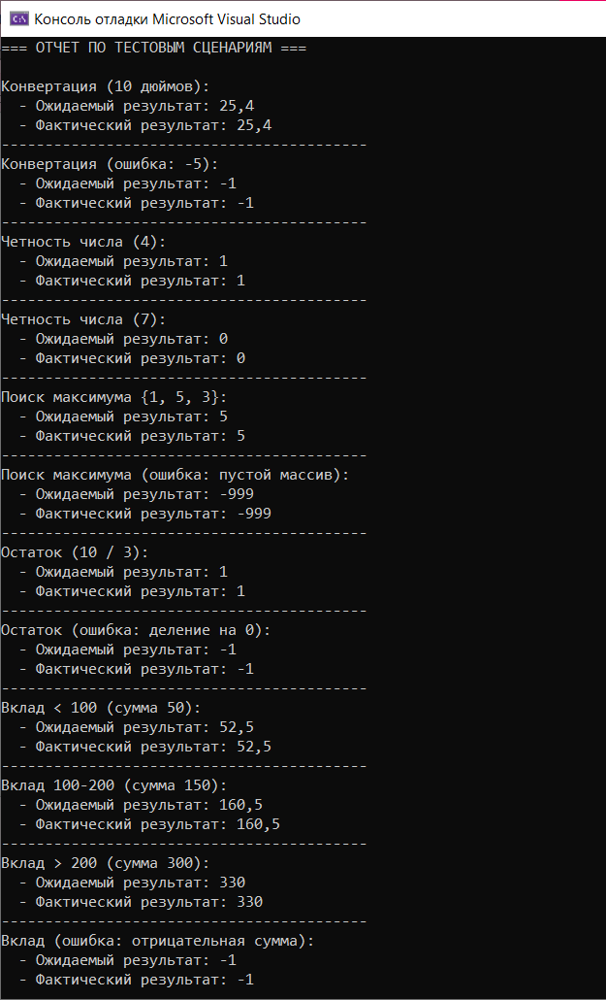 Консоль отладки Microsoft Visual Studio
=== ОТЧЕТ ПО ТЕСТОВЫМ СЦЕНАРИЯМ ===
Конвертация (10 дюймов):
- Ожидаемый результат: 25,4
- Фактический результат: 25,4
------------------------------------------
Конвертация (ошибка: -5):
- Ожидаемый результат: -1
- Фактический результат: -1
------------------------------------------
Четность числа (4):
- Ожидаемый результат: 1
- Фактический результат: 1
------------------------------------------
Четность числа (7):
- Ожидаемый результат: 0
- Фактический результат: 0
------------------------------------------
Поиск максимума {1, 5, 3}:
- Ожидаемый результат: 5
- Фактический результат: 5
------------------------------------------
Поиск максимума (ошибка: пустой массив):
- Ожидаемый результат: -999
- Фактический результат: -999
------------------------------------------
Остаток (10 / 3):
- Ожидаемый результат: 1
- Фактический результат: 1
------------------------------------------
Остаток (ошибка: деление на 0):
- Ожидаемый результат: -1
- Фактический результат: -1
------------------------------------------
Вклад < 100 (сумма 50):
- Ожидаемый результат: 52,5
- Фактический результат: 52,5
------------------------------------------
Вклад 100-200 (сумма 150):
- Ожидаемый результат: 160,5
- Фактический результат: 160,5
------------------------------------------
Вклад > 200 (сумма 300):
- Ожидаемый результат: 330
- Фактический результат: 330
------------------------------------------
Вклад (ошибка: отрицательная сумма):
- Ожидаемый результат: -1
- Фактический результат: -1